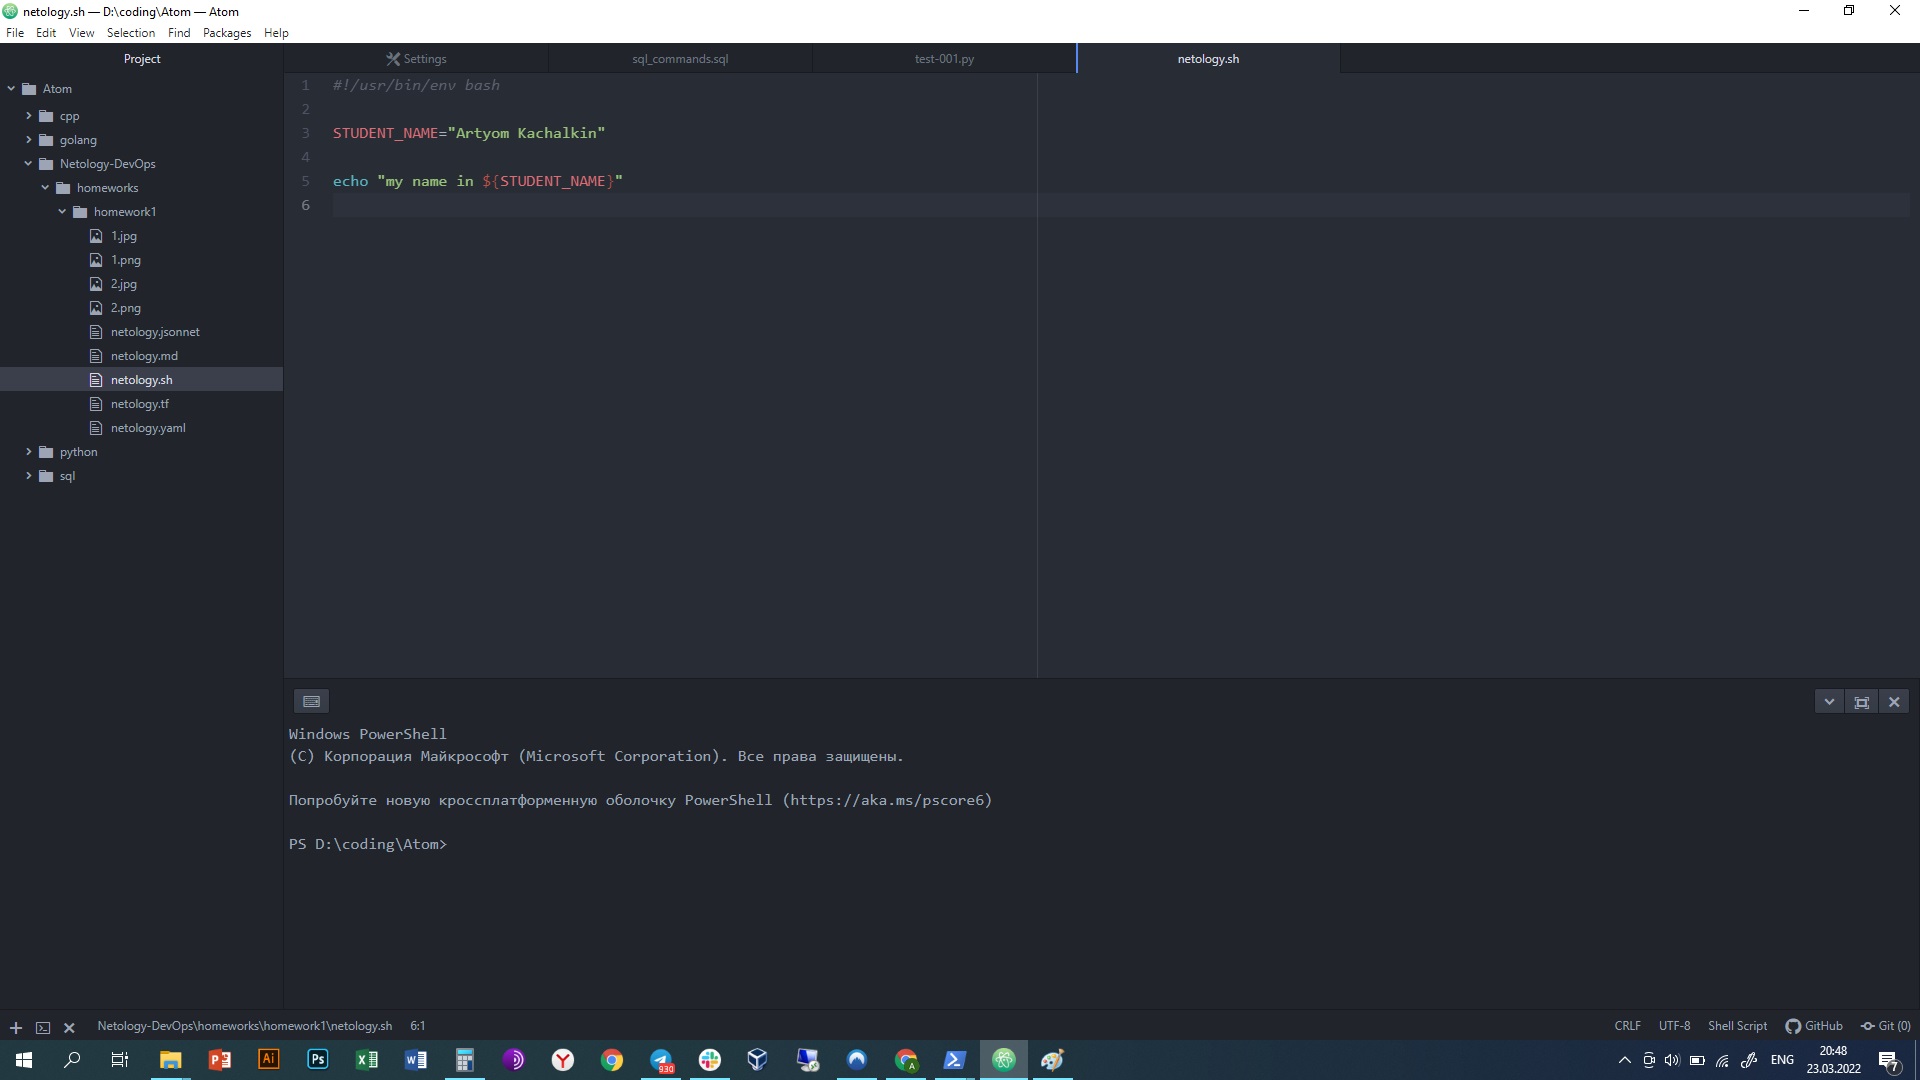 netology.sh — D:\coding\Atom — Atom
File Edit View Selection Find Packages Help
Project
Settings
sql_commands.sql
test-001.py
netology.sh
Atom
cpp
golang
Netology-DevOps
homeworks
homework1
1.jpg
1.png
2.jpg
2.png
netology.jsonnet
netology.md
netology.sh
netology.tf
netology.yaml
python
sql
1 #!/usr/bin/env bash
2
3 STUDENT_NAME="Artyom Kachalkin"
4
5 echo "my name in ${STUDENT_NAME}"
6
Windows PowerShell
(C) Корпорация Майкрософт (Microsoft Corporation). Все права защищены.
Попробуйте новую кроссплатформенную оболочку PowerShell (https://aka.ms/pscore6)
PS D:\coding\Atom>
Netology-DevOps\homeworks\homework1\netology.sh 6:1
CRLF UTF-8 Shell Script GitHub Git (0)
Ai Ps 930 A
ENG
20:48
23.03.2022
7